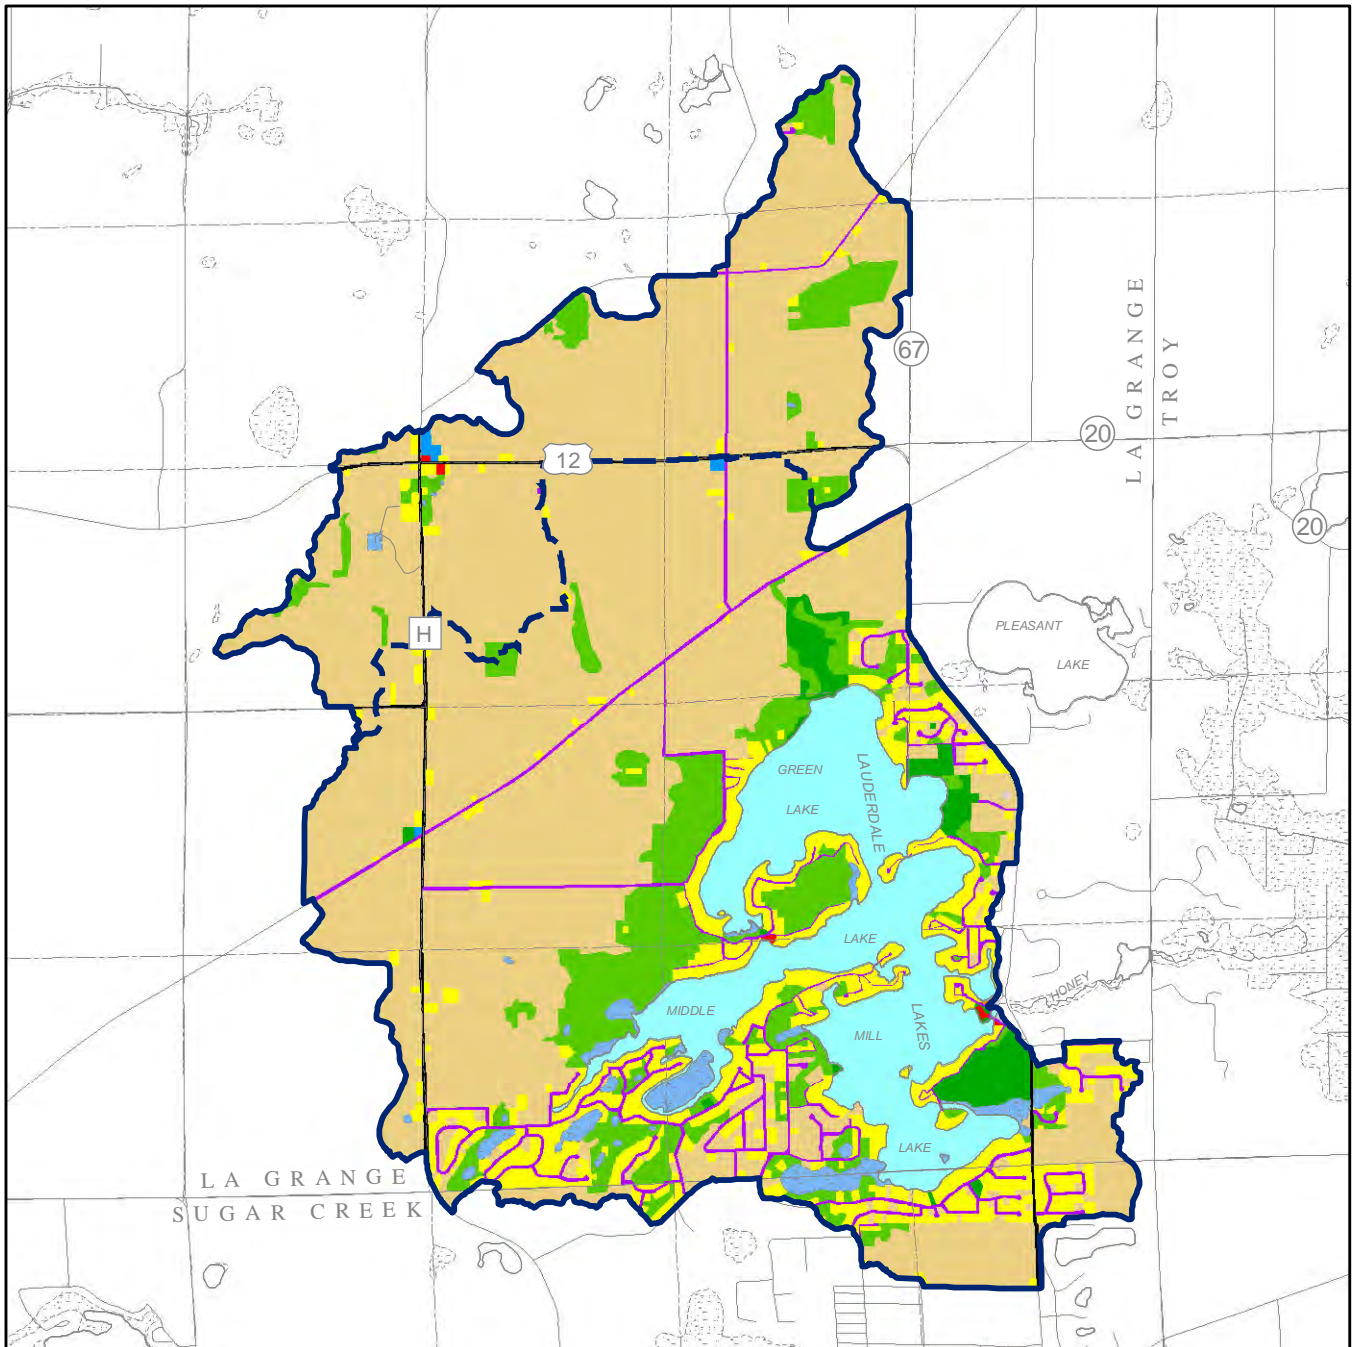 67
LA GRANGE
TROY
20
12
20
H
PLEASANT
LAKE
GREEN
LAKE
LAUDERDALE
LAKE
MIDDLE
HONEY
MILL
LAKES
LAKE
LA GRANGE
SUGAR CREEK